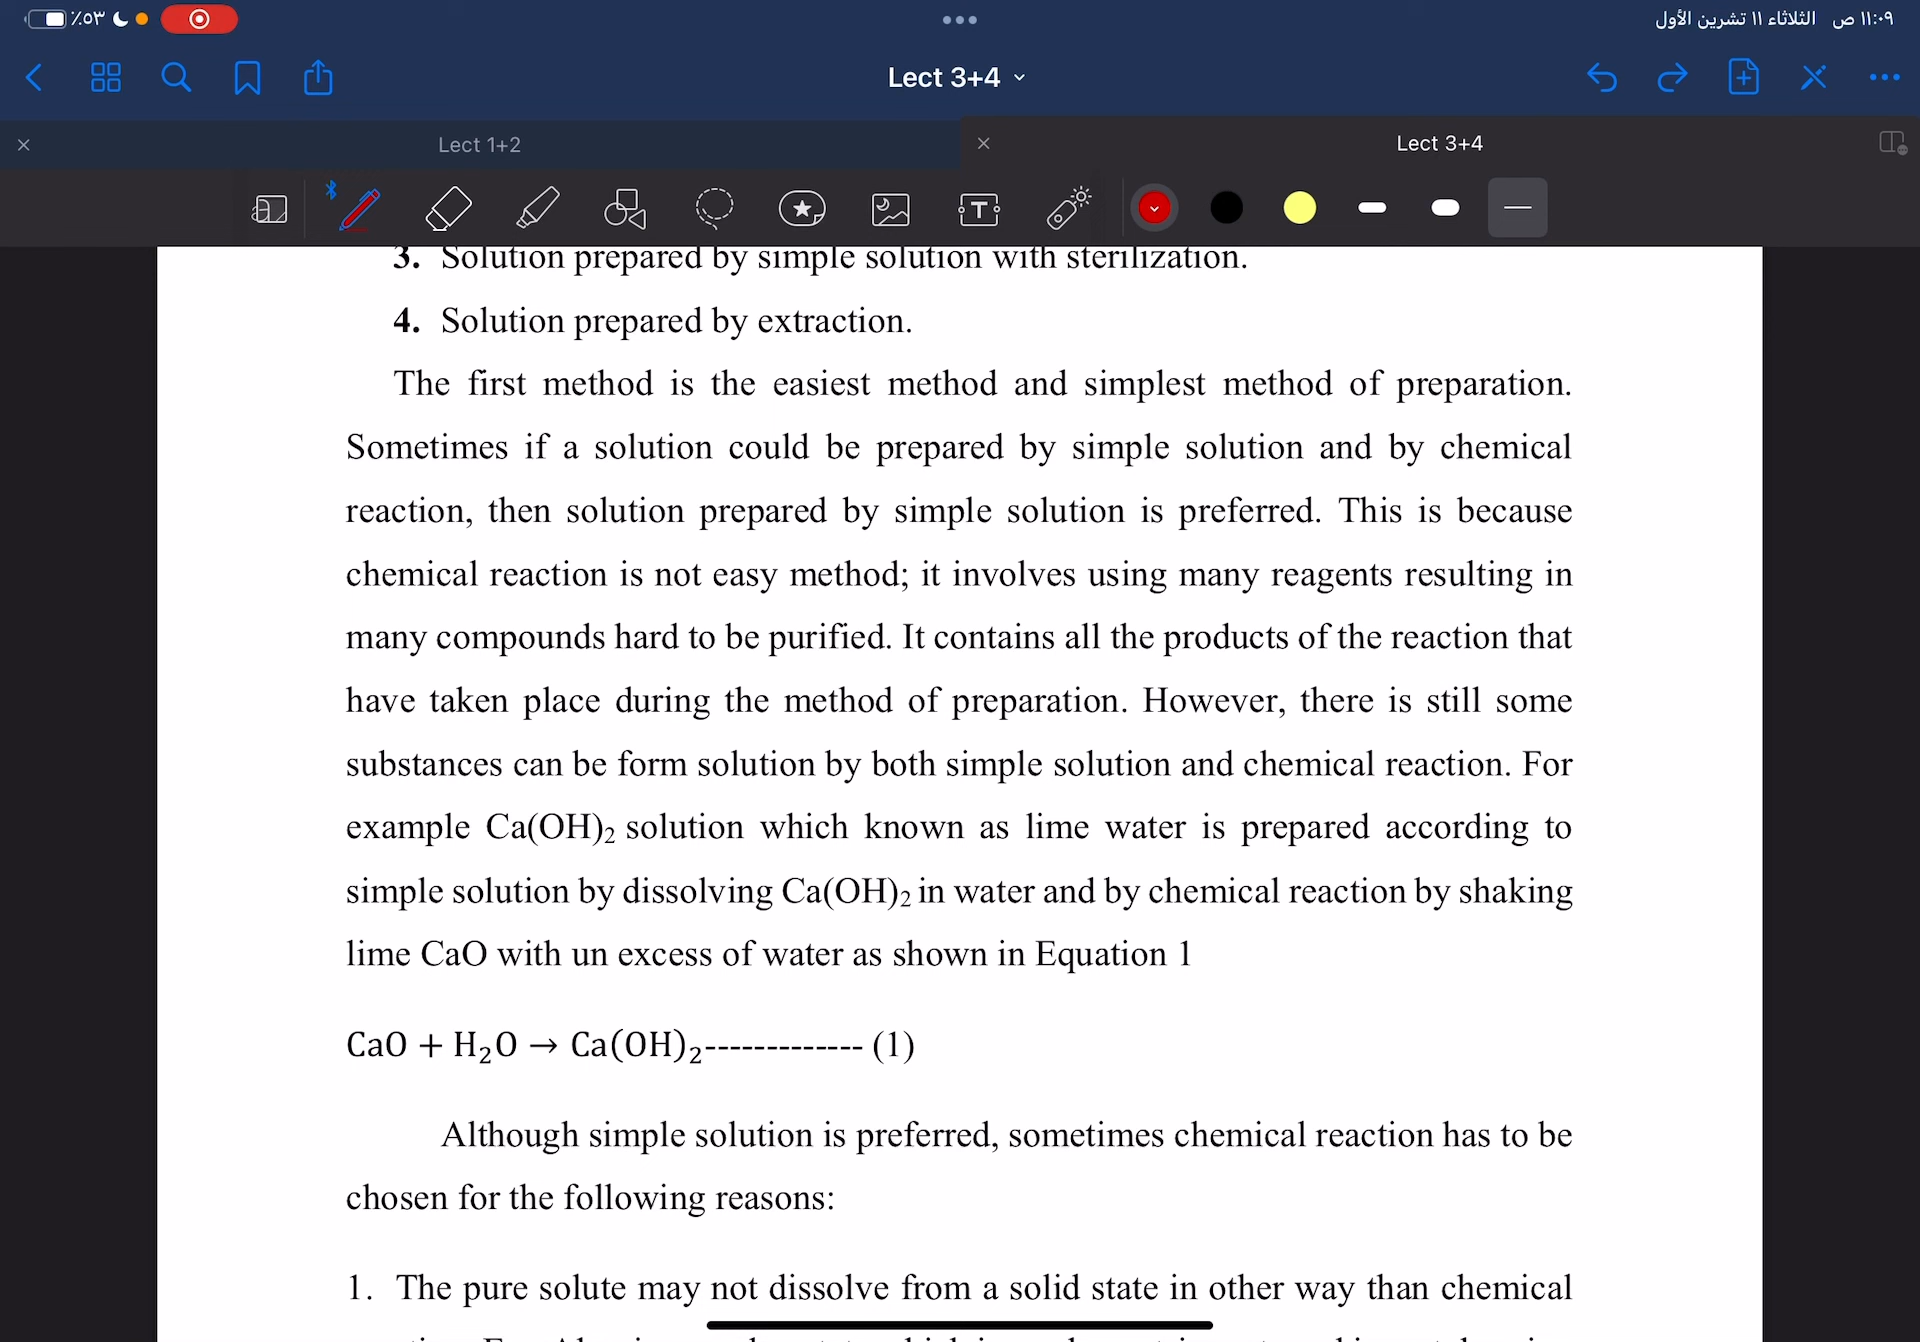 ٪٥٣
١١:٠٩ ص الثلاثاء ١١ تشرين الأول
Lect 3+4
Lect 1+2
Lect 3+4
3. Solution prepared by simple solution with sterilization.
4. Solution prepared by extraction.
The first method is the easiest method and simplest method of preparation.
Sometimes if a solution could be prepared by simple solution and by chemical
reaction, then solution prepared by simple solution is preferred. This is because
chemical reaction is not easy method; it involves using many reagents resulting in
many compounds hard to be purified. It contains all the products of the reaction that
have taken place during the method of preparation. However, there is still some
substances can be form solution by both simple solution and chemical reaction. For
example Ca(OH)₂ solution which known as lime water is prepared according to
simple solution by dissolving Ca(OH)₂ in water and by chemical reaction by shaking
lime CaO with un excess of water as shown in Equation 1
CaO + H₂O → Ca(OH)₂------------- (1)
Although simple solution is preferred, sometimes chemical reaction has to be
chosen for the following reasons:
1. The pure solute may not dissolve from a solid state in other way than chemical